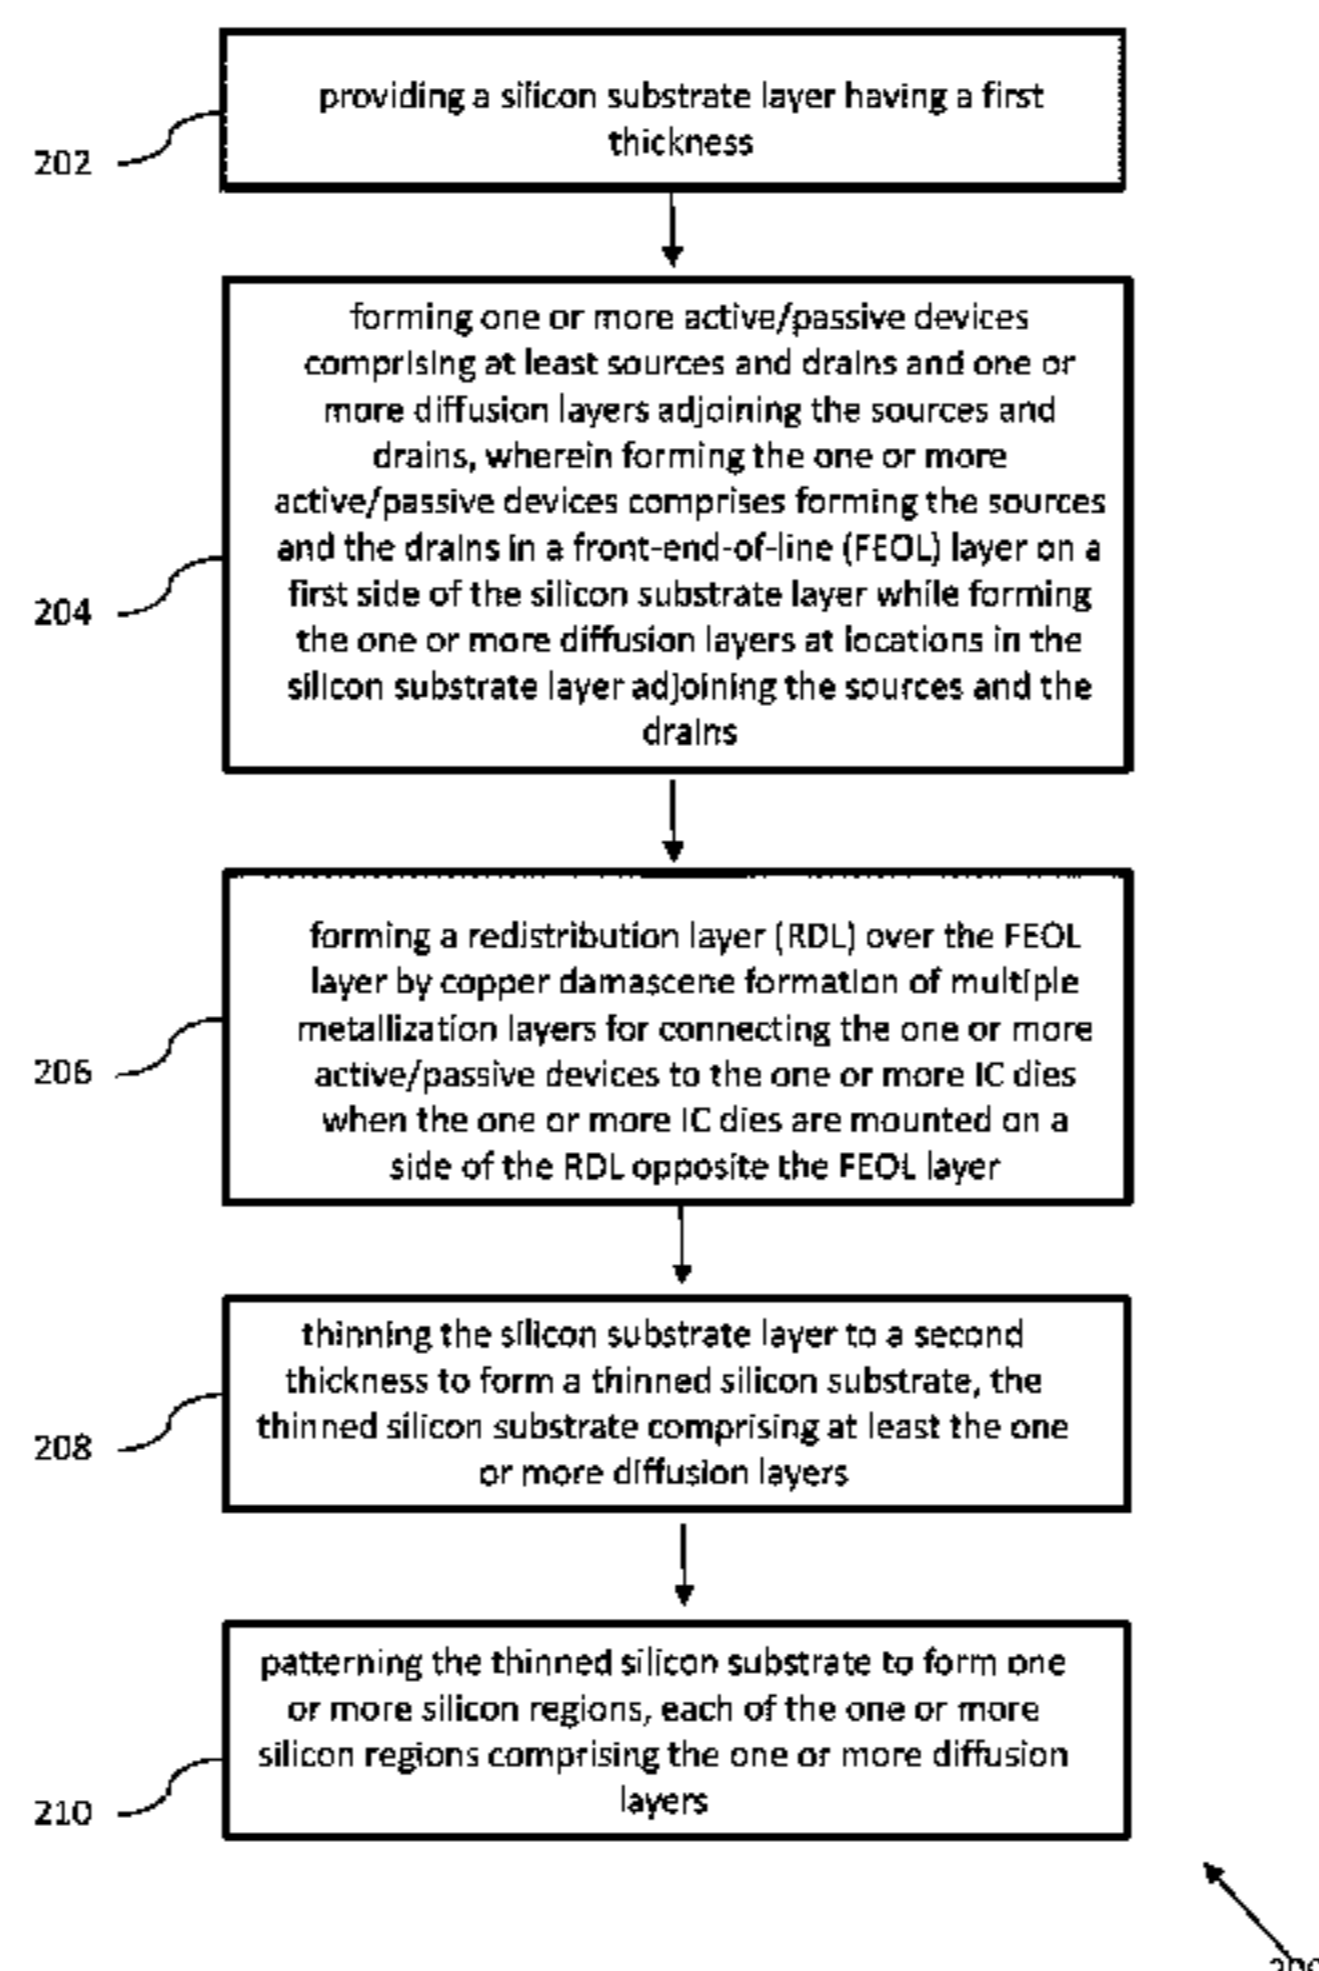 providing a silicon substrate layer having a first
thickness
202
forming one or more active/passive devices
comprising at least sources and drains and one or
more diffusion layers adjoining the sources and
drains, wherein forming the one or more
active/passive devices comprises forming the sources
and the drains in a front-end-of-line (FEOL) layer on a
first side of the silicon substrate layer while forming
the one or more diffusion layers at locations in the
silicon substrate layer adjoining the sources and the
drains
204
forming a redistribution layer (RDL) over the FEOL
layer by copper damascene formation of multiple
metallization layers for connecting the one or more
active/passive devices to the one or more IC dies
when the one or more IC dies are mounted on a
side of the RDL opposite the FEOL layer
206
thinning the silicon substrate layer to a second
thickness to form a thinned silicon substrate, the
thinned silicon substrate comprising at least the one
or more diffusion layers
208
patterning the thinned silicon substrate to form one
or more silicon regions, each of the one or more
silicon regions comprising the one or more diffusion
layers
210